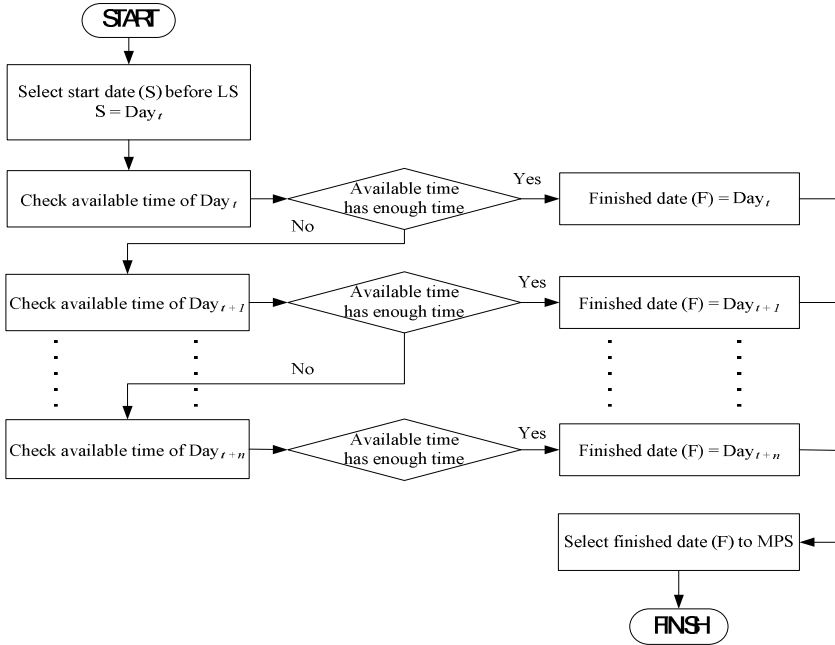 START
Select start date (S) before LS
S = Day t
Check available time of Day t
Available time
has enough time
Yes
Finished date (F) = Day t
No
Check available time of Day t + 1
Available time
has enough time
Yes
Finished date (F) = Day t + 1
No
Check available time of Day t + n
Available time
has enough time
Yes
Finished date (F) = Day t + n
Select finished date (F) to MPS
FINISH